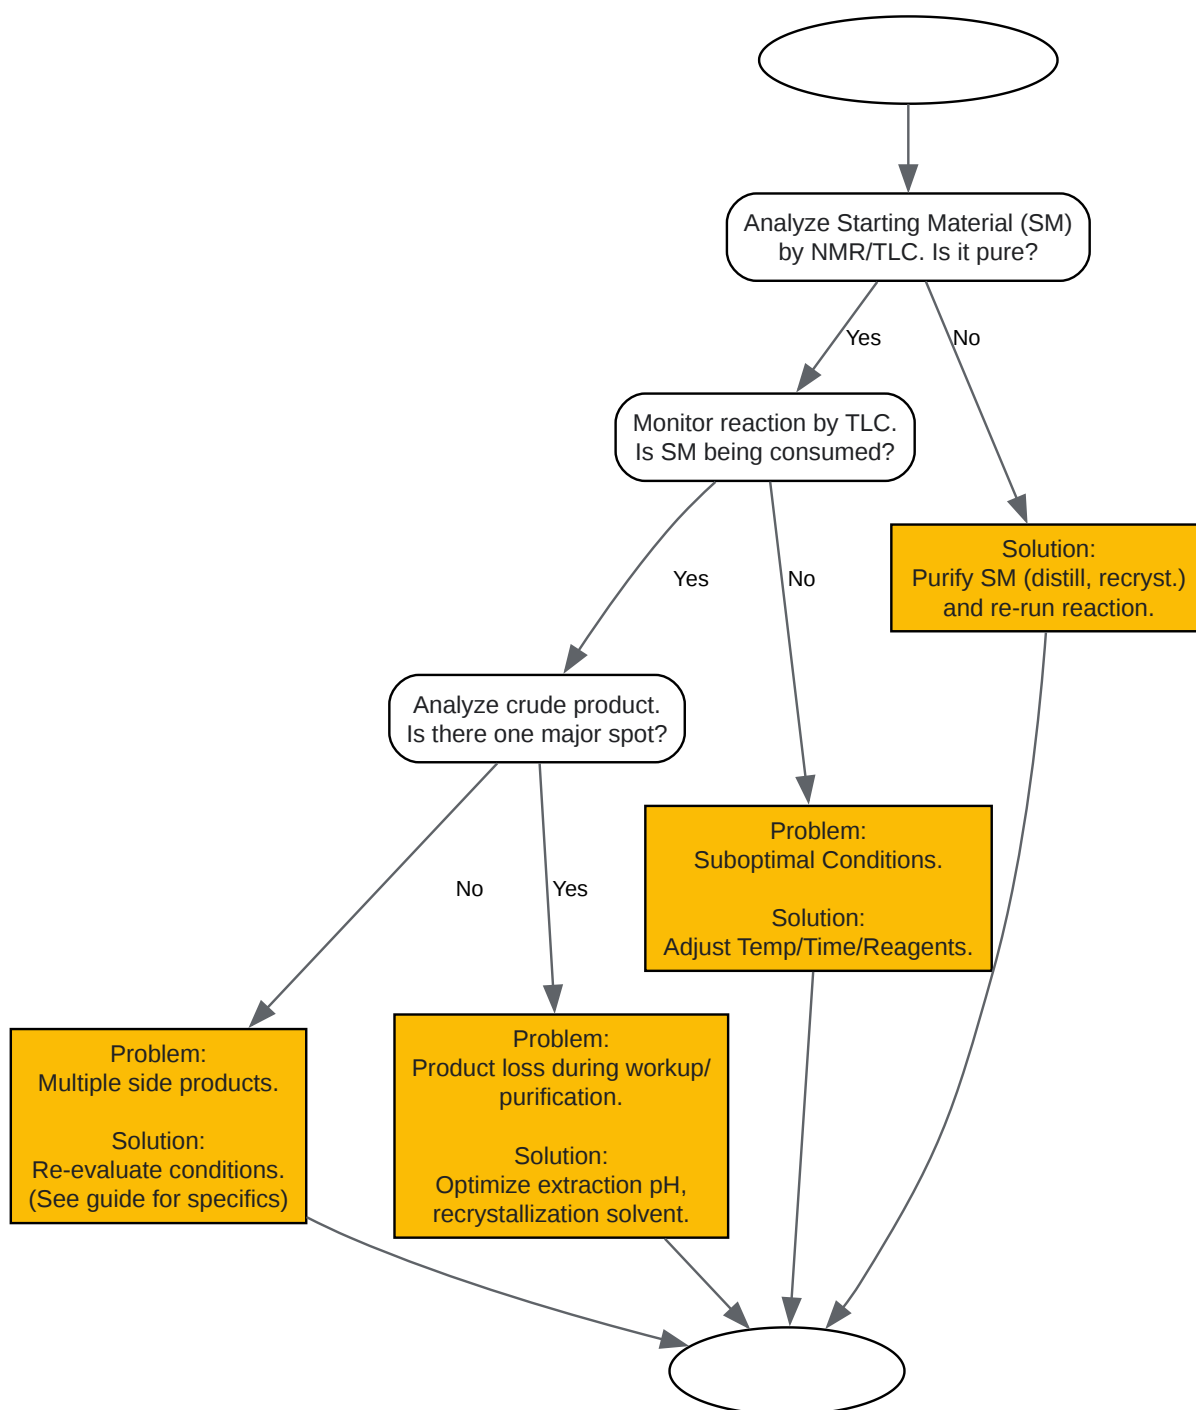 Analyze Starting Material (SM)
by NMR/TLC. Is it pure?
Yes
No
Monitor reaction by TLC.
Is SM being consumed?
Solution:
Purify SM (distill, recryst.)
and re-run reaction.
Yes
No
Analyze crude product.
Is there one major spot?
Problem:
Suboptimal Conditions.
Solution:
Adjust Temp/Time/Reagents.
No
Yes
Problem:
Multiple side products.
Solution:
Re-evaluate conditions.
(See guide for specifics)
Problem:
Product loss during workup/
purification.
Solution:
Optimize extraction pH,
recrystallization solvent.